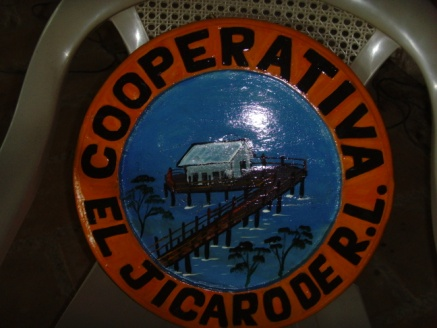 COOPERATIVA
EL JICARO DE R.L.